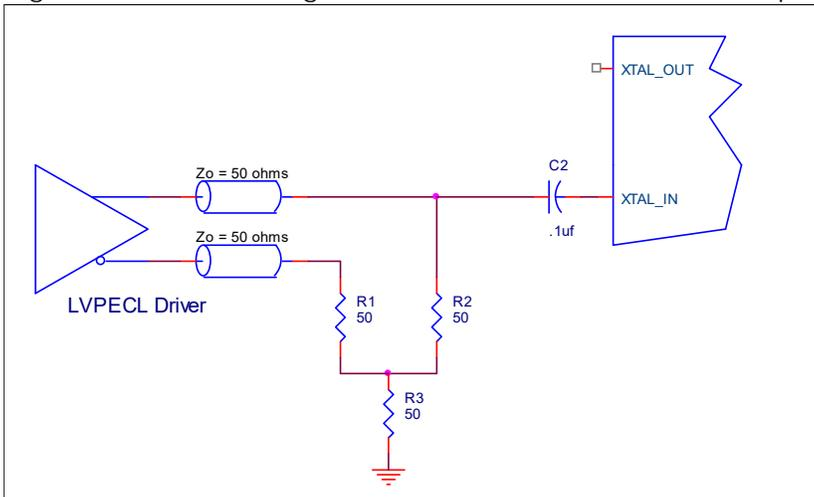 XTAL_OUT
C2
Zo = 50 ohms
XTAL_IN
.1uf
Zo = 50 ohms
LVPECL Driver
R1
50
R2
50
R3
50